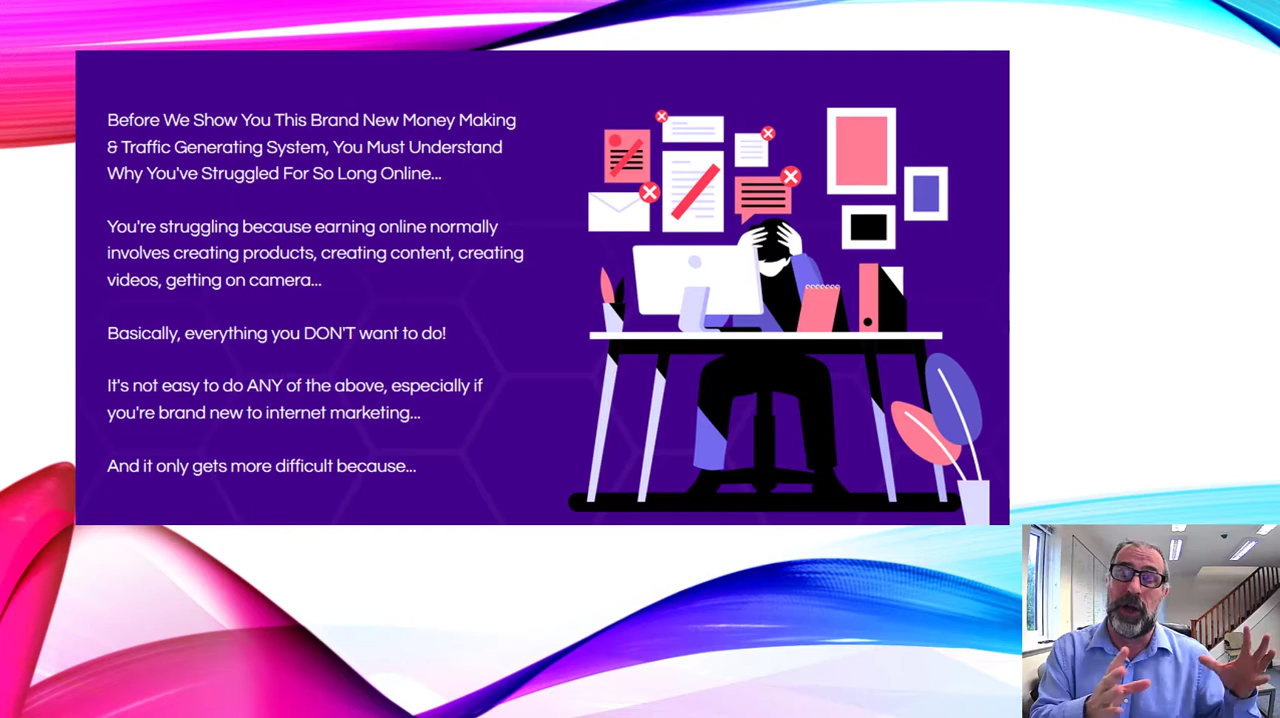 Before We Show You This Brand New Money Making
& Traffic Generating System, You Must Understand
Why You've Struggled For So Long Online...
You're struggling because earning online normally
involves creating products, creating content, creating
videos, getting on camera...
Basically, everything you DON'T want to do!
It's not easy to do ANY of the above, especially if
you're brand new to internet marketing...
And it only gets more difficult because...